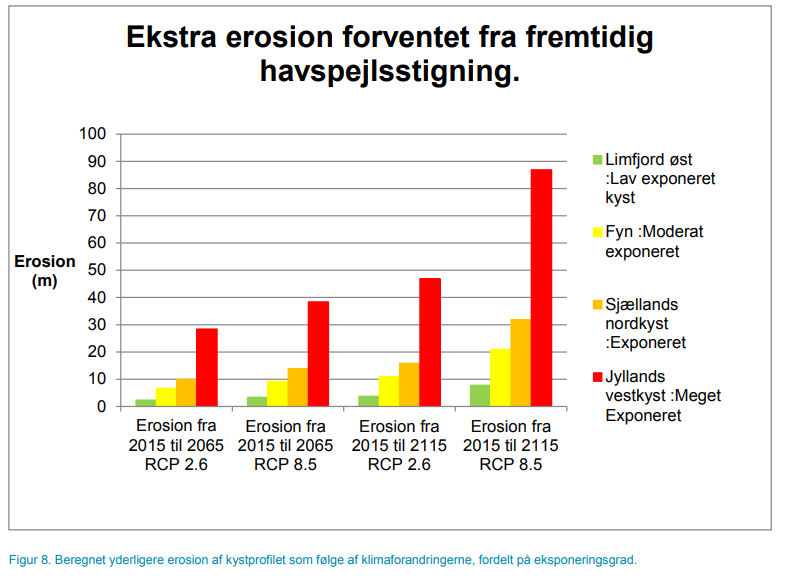 Ekstra erosion forventet fra fremtidig
havspejlsstigning.
100
90
80
70
60
50
40
30
20
10
0
Erosion
(m)
Erosion fra
2015 til 2065
RCP 2.6
Erosion fra
2015 til 2065
RCP 8.5
Erosion fra
2015 til 2115
RCP 2.6
Erosion fra
2015 til 2115
RCP 8.5
Limfjord øst
:Lav exponeret
kyst
Fyn :Moderat
exponeret
Sjællands
nordkyst
:Exponeret
Jyllands
vestkyst :Meget
Exponeret
Figur 8. Beregnet yderligere erosion af kystprofilet som følge af klimaforandringerne, fordelt på eksponeringsgrad.